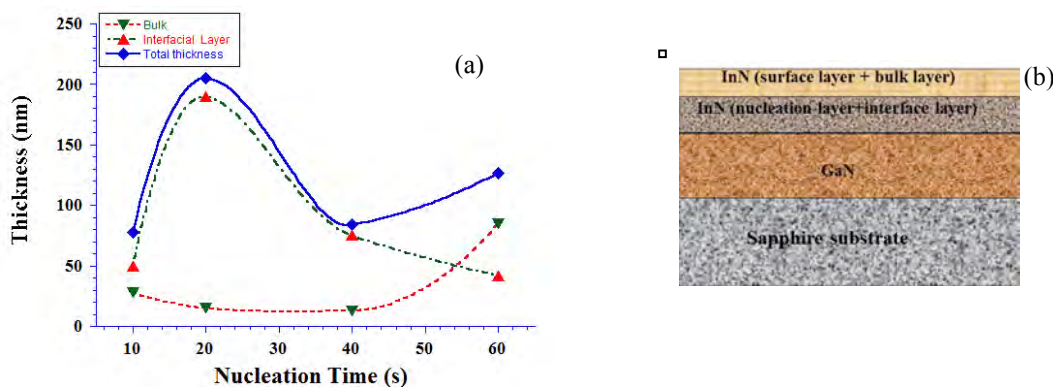 250
200
150
100
50
0
Thickness (nm)
Bulk
Interfacial Layer
Total thickness
(a)
10 20 30 40 50 60
Nucleation Time (s)
(b)
InN (surface layer + bulk layer)
InN (nucleation layer+interface layer)
GaN
Sapphire substrate